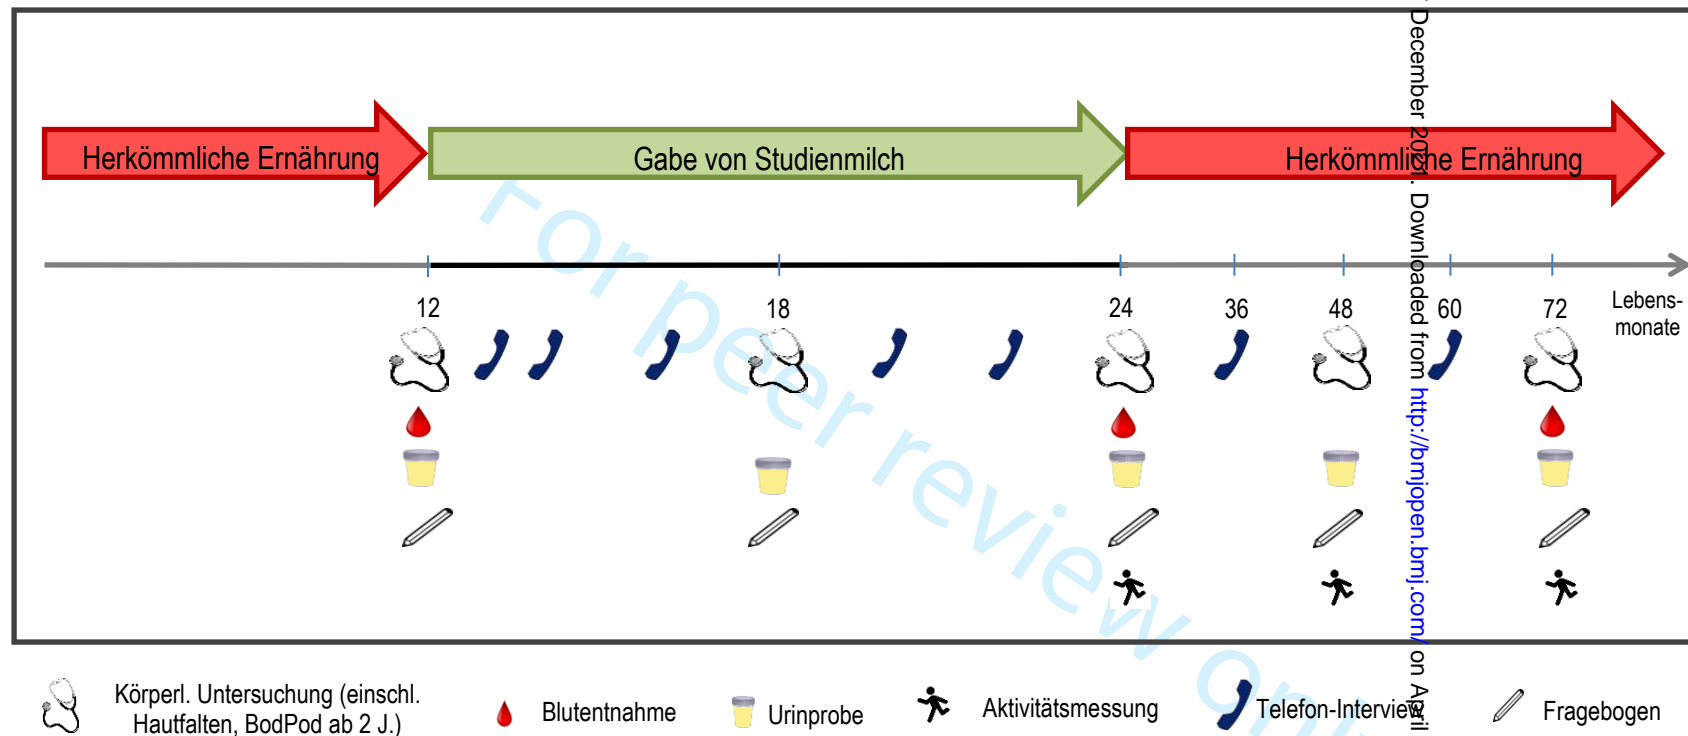 Herkömmliche Ernährung
Gabe von Studienmilch
Herkömmliche Ernährung
12
18
24
36
48
60
72
Lebens-
monate
Körperl. Untersuchung (einschl.
Hautfalten, BodPod ab 2 J.)
Blutentnahme
Urinprobe
Aktivitätsmessung
Telefon-Interview
Fragebogen
For peer review only
December 2021. Downloaded from http://bmjopen.bmj.com/ on April